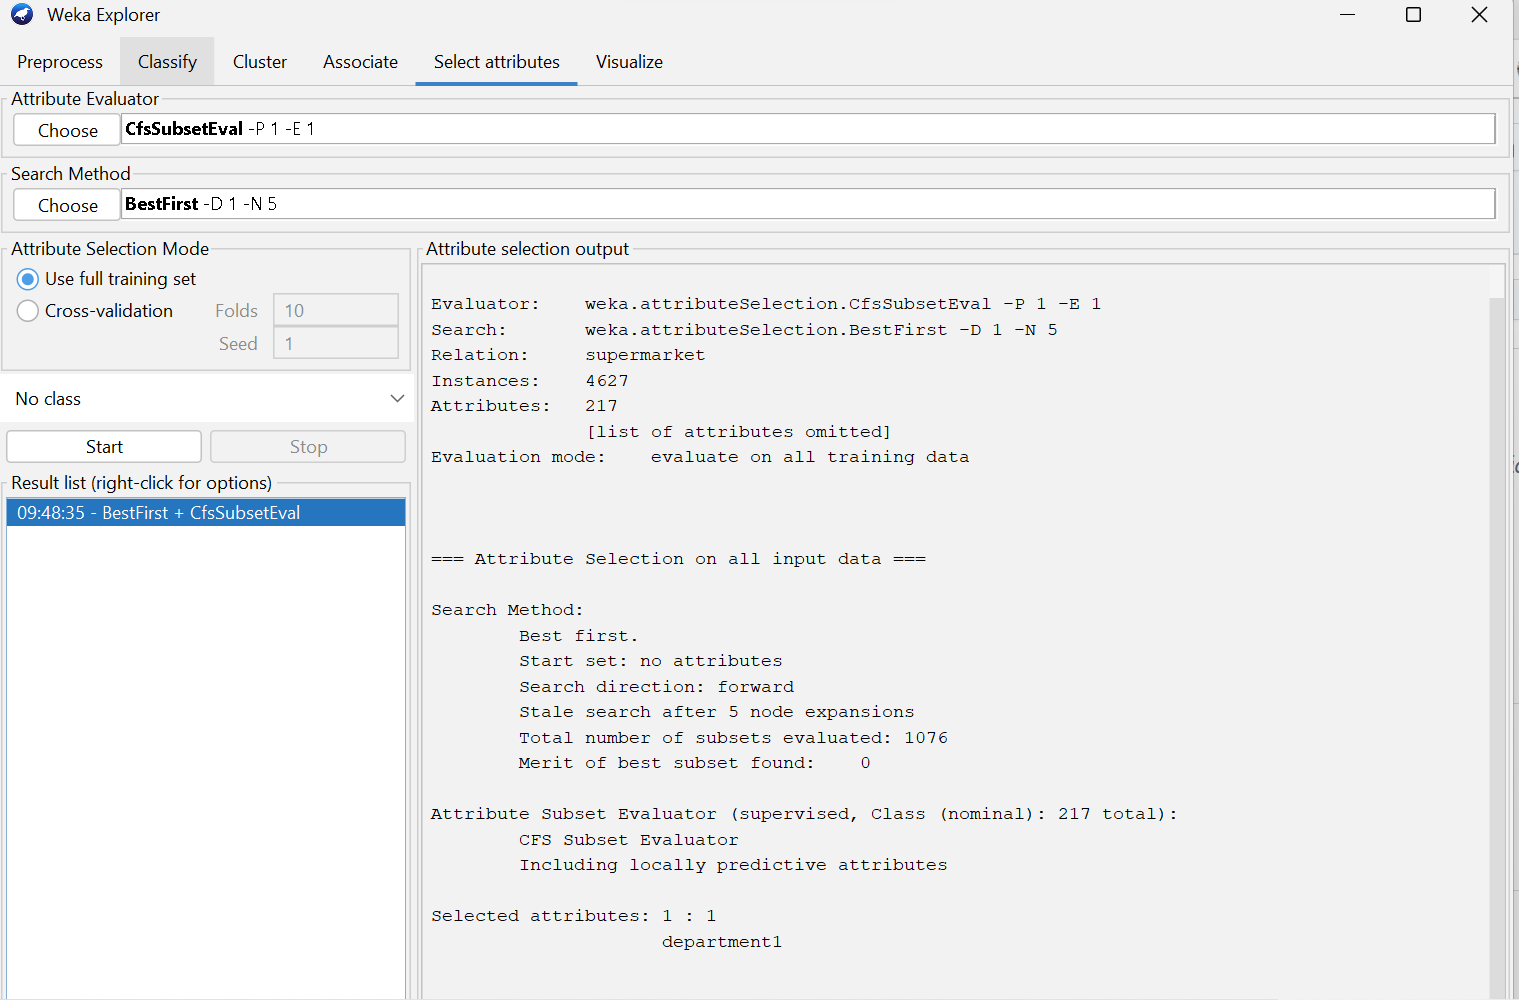 Weka Explorer
Preprocess Classify Cluster Associate Select attributes Visualize
Attribute Evaluator
Choose CfsSubsetEval -P 1 -E 1
Search Method
Choose BestFirst -D 1 -N 5
Attribute Selection Mode
Use full training set
Cross-validation Folds 10
Seed 1
No class
Start Stop
Result list (right-click for options)
09:48:35 - BestFirst + CfsSubsetEval
Attribute selection output
Evaluator: weka.attributeSelection.CfsSubsetEval -P 1 -E 1
Search: weka.attributeSelection.BestFirst -D 1 -N 5
Relation: supermarket
Instances: 4627
Attributes: 217
[list of attributes omitted]
Evaluation mode: evaluate on all training data
=== Attribute Selection on all input data ===
Search Method:
Best first.
Start set: no attributes
Search direction: forward
Stale search after 5 node expansions
Total number of subsets evaluated: 1076
Merit of best subset found: 0
Attribute Subset Evaluator (supervised, Class (nominal): 217 total):
CFS Subset Evaluator
Including locally predictive attributes
Selected attributes: 1 : 1
department1